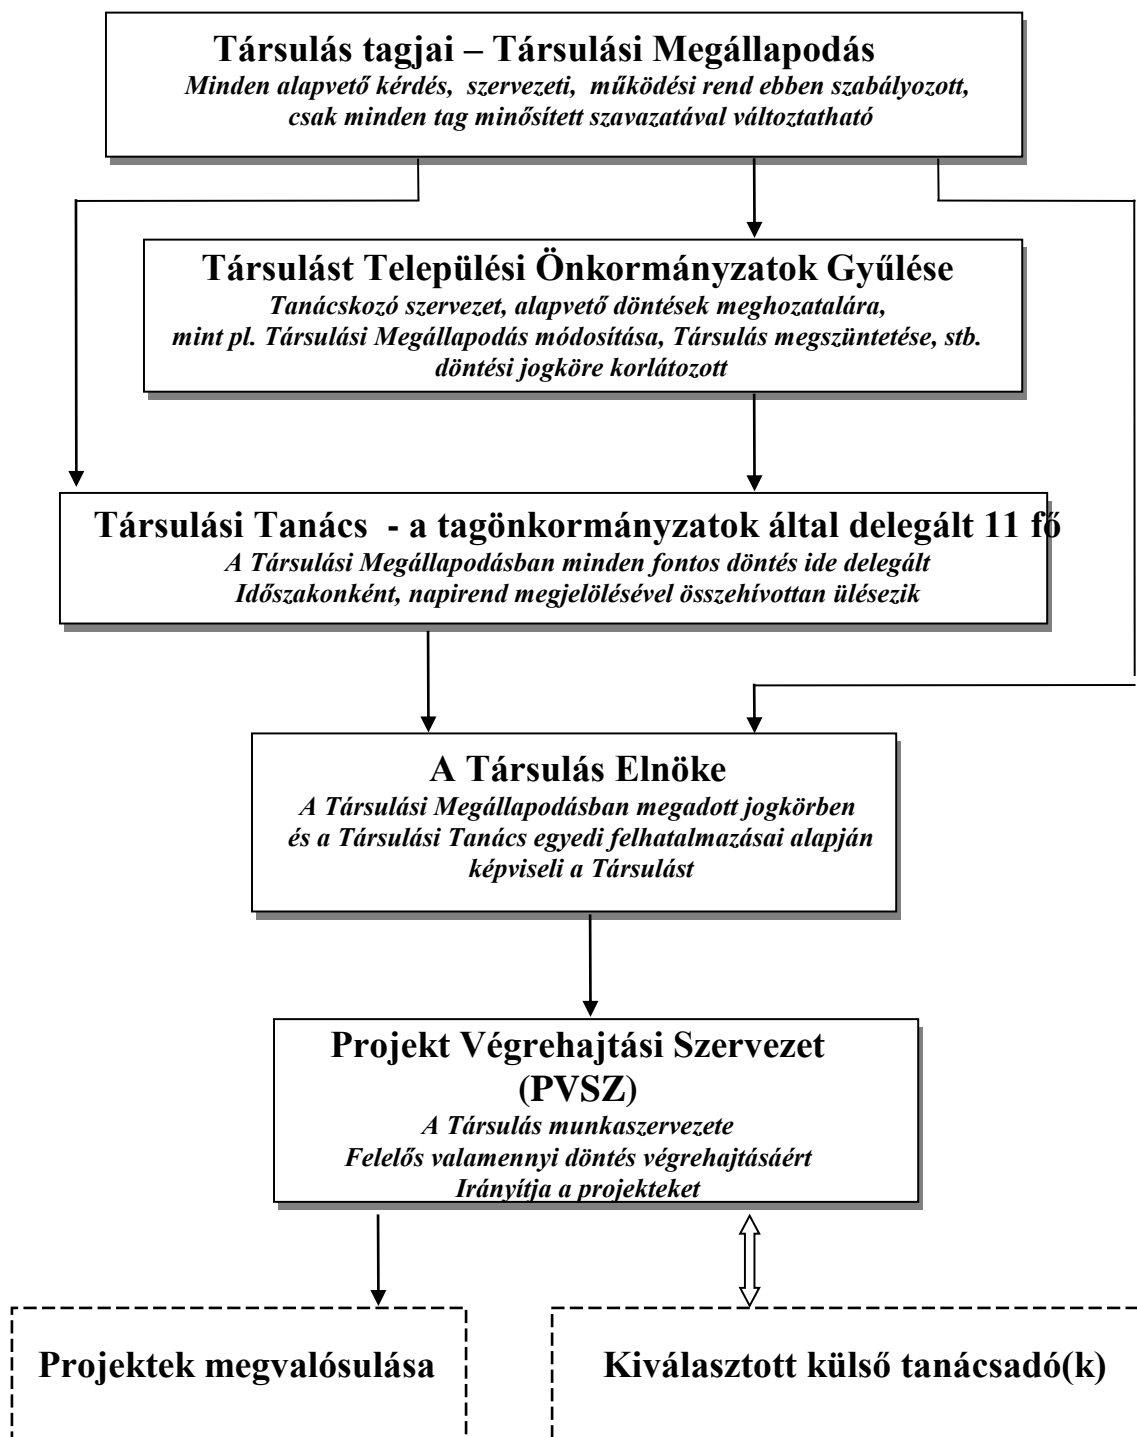 Társulás tagjai – Társulási Megállapodás
Minden alapvető kérdés, szervezeti, működési rend ebben szabályozott,
csak minden tag minősített szavazatával változtatható
Társulást Települési Önkormányzatok Gyűlése
Tanácskozó szervezet, alapvető döntések meghozatalára,
mint pl. Társulási Megállapodás módosítása, Társulás megszüntetése, stb.
döntési jogköre korlátozott
Társulási Tanács - a tagönkormányzatok által delegált 11 fő
A Társulási Megállapodásban minden fontos döntés ide delegált
Időszakonként, napirend megjelölésével összehívottan ülésezik
A Társulás Elnöke
A Társulási Megállapodásban megadott jogkörben
és a Társulási Tanács egyedi felhatalmazásai alapján
képviseli a Társulást
Projekt Végrehajtási Szervezet
(PVSZ)
A Társulás munkaszervezete
Felelős valamennyi döntés végrehajtásáért
Irányítja a projekteket
Projektek megvalósulása
Kiválasztott külső tanácsadó(k)